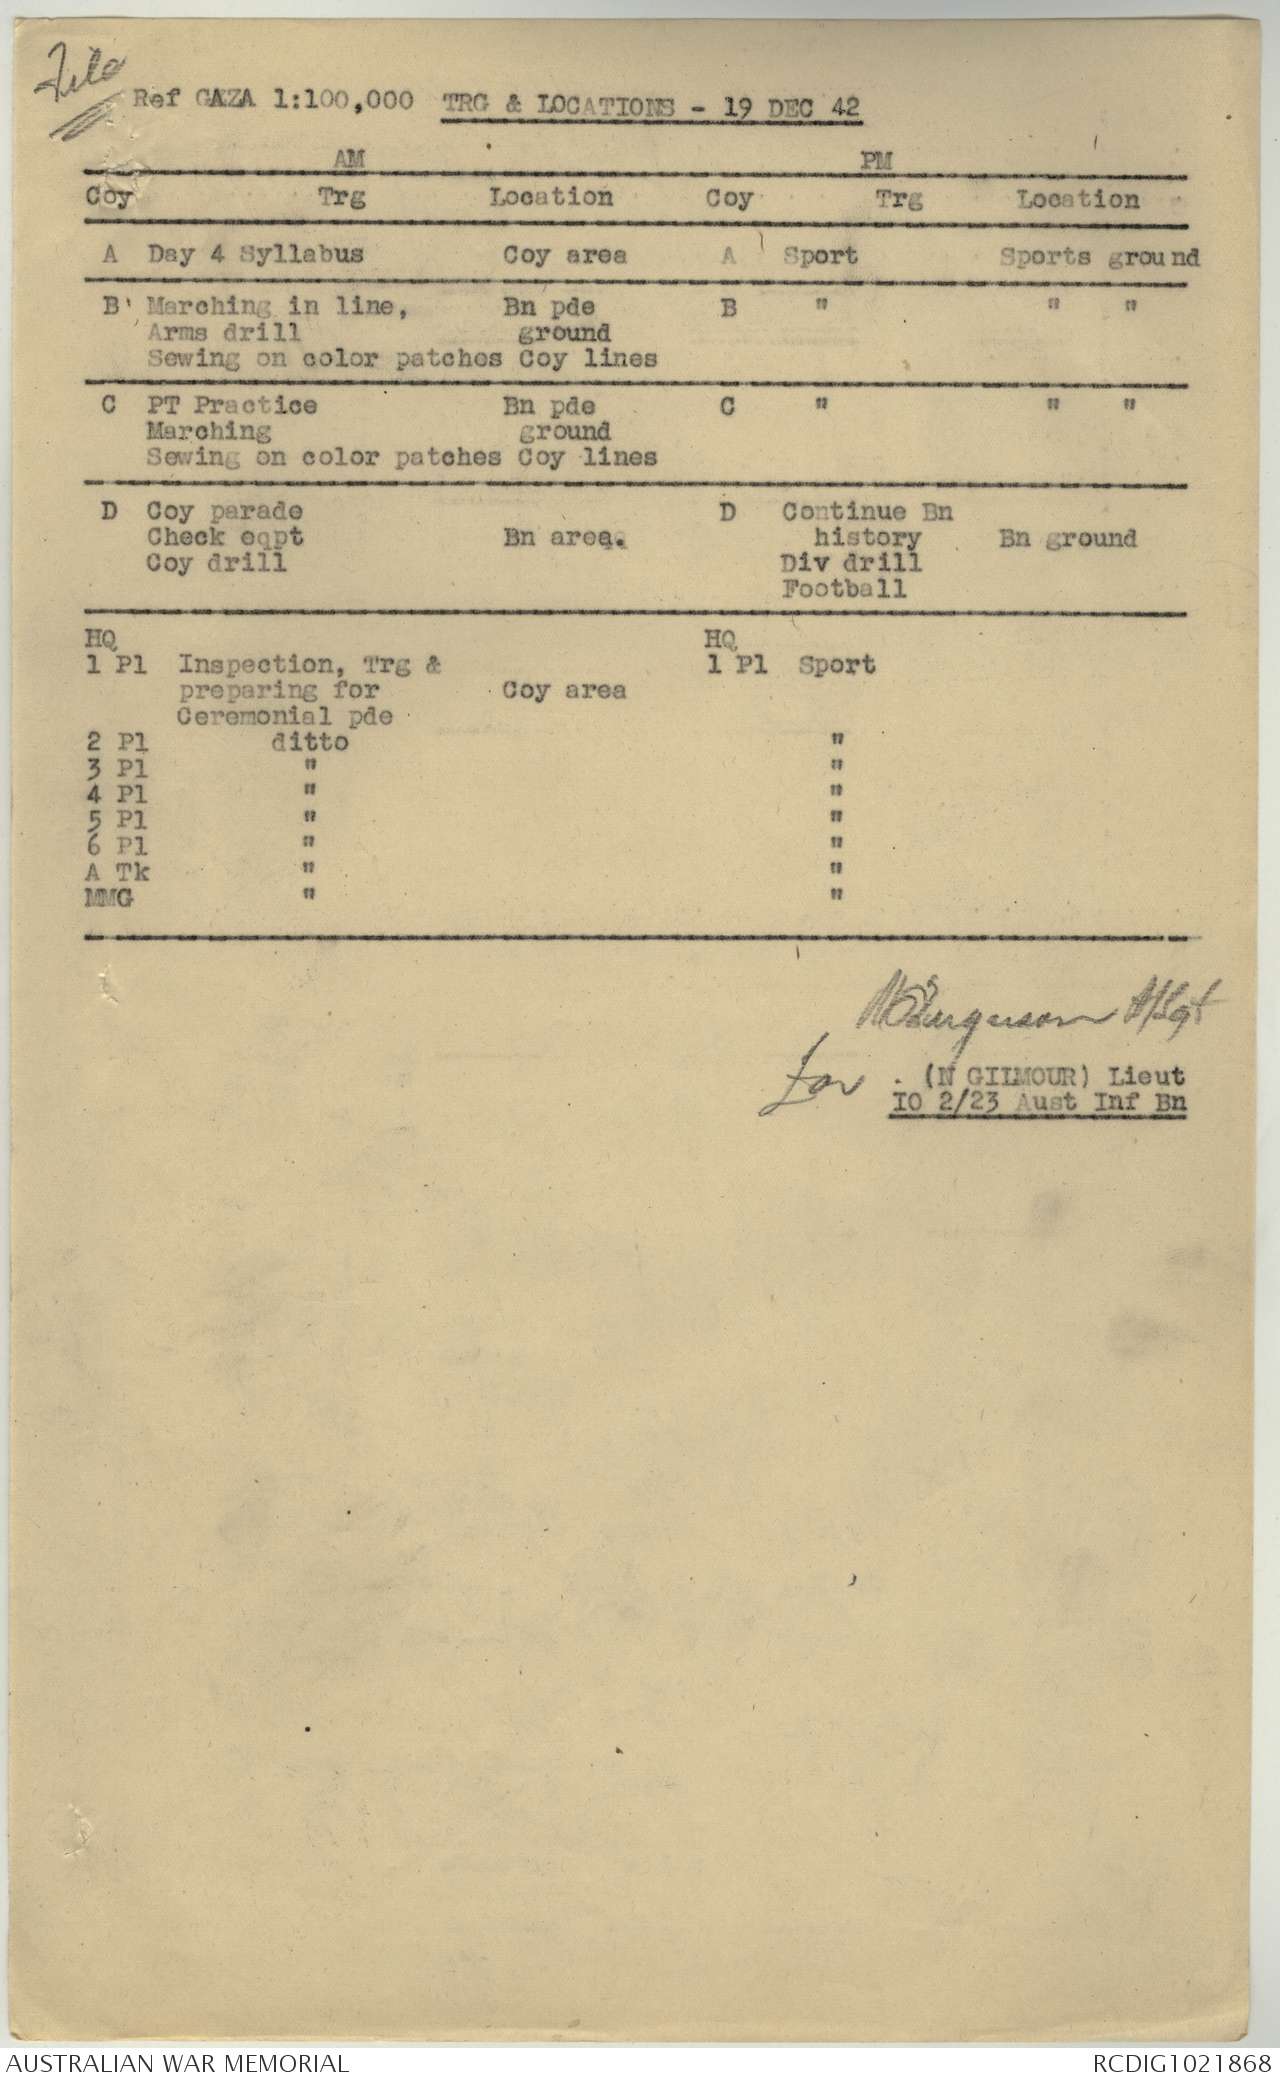 File
Ref GAZA 1:100,000 TRG & LOCATIONS - 19 DEC 42
AM PM
Coy Trg Location Coy Trg Location
A Day 4 Syllabus Coy area A Sport Sports ground
B Marching in line, Bn pde B " " "
Arms drill ground
Sewing on color patches Coy lines
C PT Practice Bn pde C " " "
Marching ground
Sewing on color patches Coy lines
D Coy parade D Continue Bn
Check eqpt Bn area. history Bn ground
Coy drill Div drill
Football
HQ HQ
1 Pl Inspection, Trg & 1 Pl Sport
preparing for Coy area
Ceremonial pde
2 Pl ditto "
3 Pl " "
4 Pl " "
5 Pl " "
6 Pl " "
A Tk " "
MMG " "
Furguson A/Sgt
for . (N GILMOUR) Lieut
IO 2/23 Aust Inf Bn
AUSTRALIAN WAR MEMORIAL RCDIG1021868